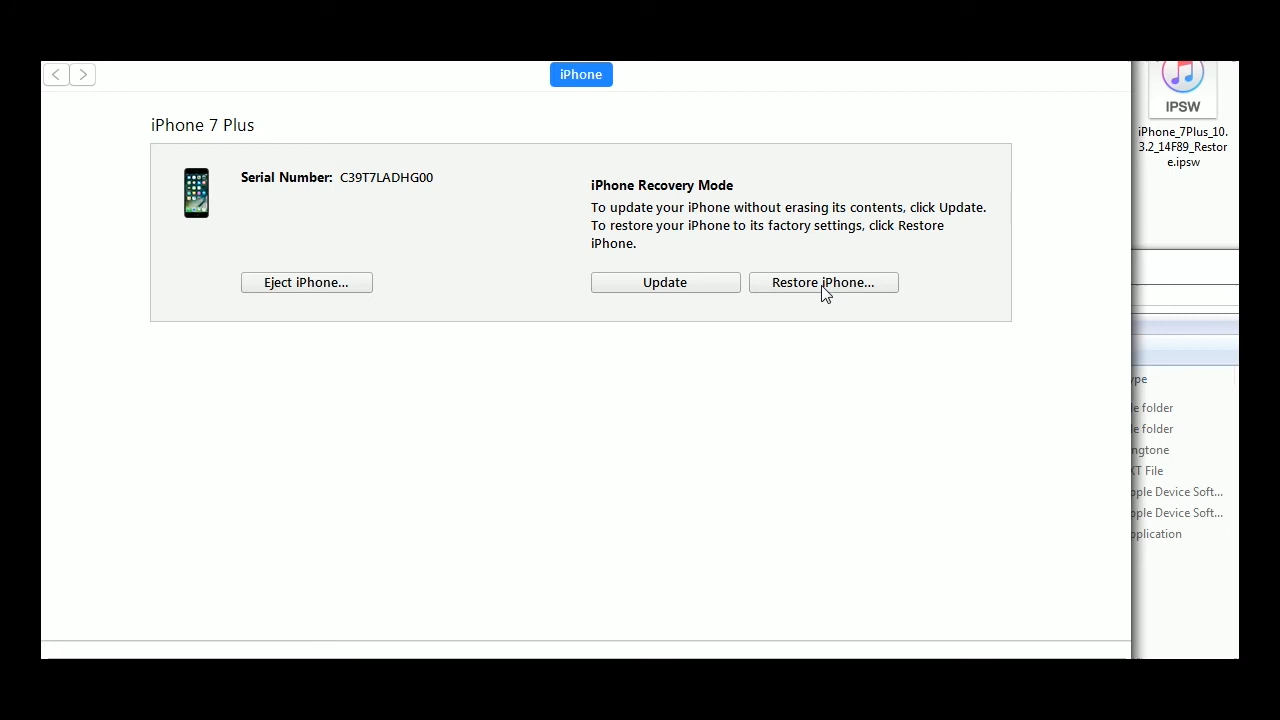 iPhone
iPhone 7 Plus
Serial Number: C39T7LADHG00
iPhone Recovery Mode
To update your iPhone without erasing its contents, click Update.
To restore your iPhone to its factory settings, click Restore
iPhone.
Eject iPhone...
Update
Restore iPhone...
IPSW
iPhone_7Plus_10.
3.2_14F89_Restor
e.ipsw
ype
le folder
le folder
ngtone
XT File
pple Device Soft...
pple Device Soft...
pplication